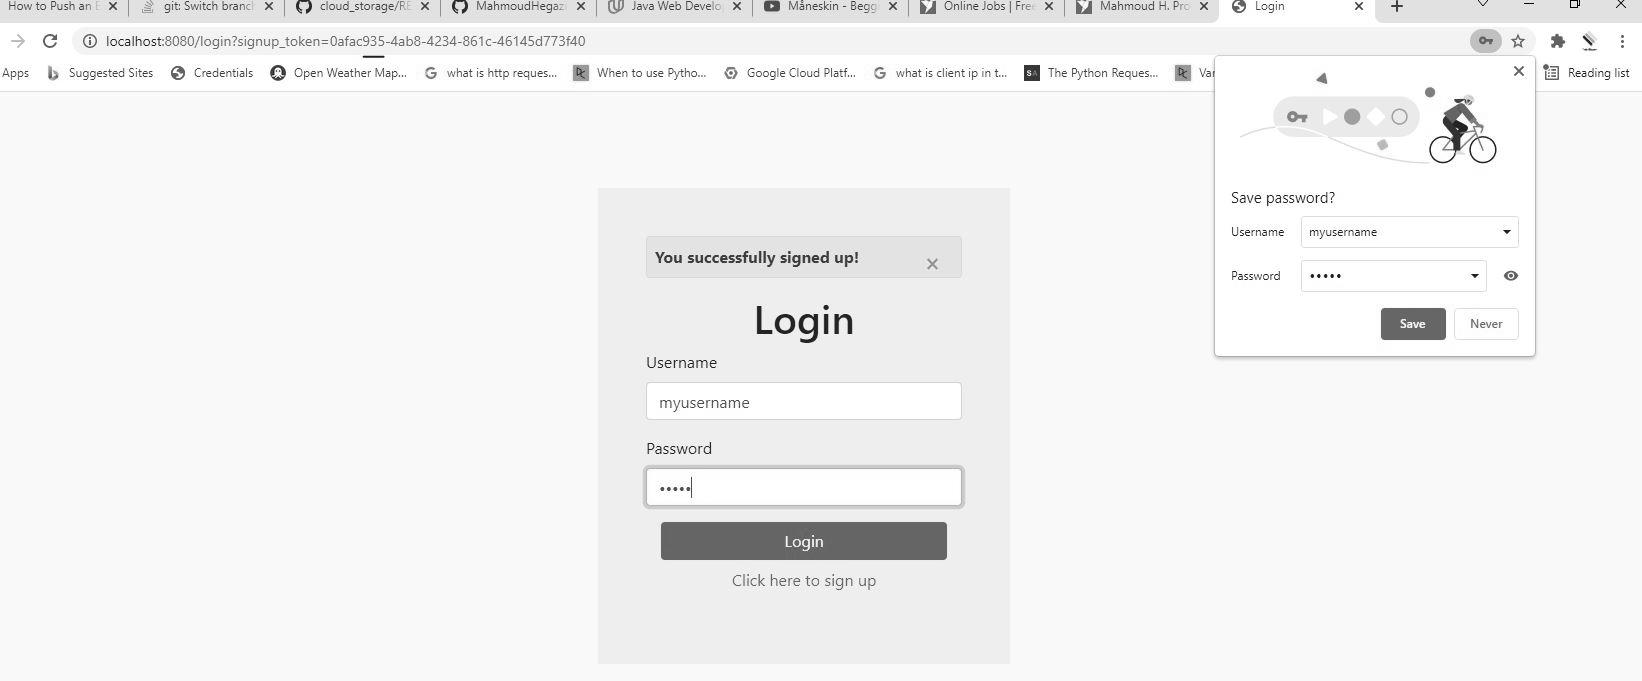 How to Push an E
git: Switch branch
cloud_storage/RE
MahmoudHegazi
Java Web Develop
Måneskin - Begg
Online Jobs | Free
Mahmoud H. Pro
Login
localhost:8080/login?signup_token=0afac935-4ab8-4234-861c-46145d773f40
Apps
Suggested Sites
Credentials
Open Weather Map...
what is http reques...
When to use Pytho...
Google Cloud Platf...
what is client ip in t...
The Python Reques...
Var
Reading list
Save password?
Username
myusername
Password
•••••
Save
Never
You successfully signed up!
Login
Username
myusername
Password
•••••
Login
Click here to sign up